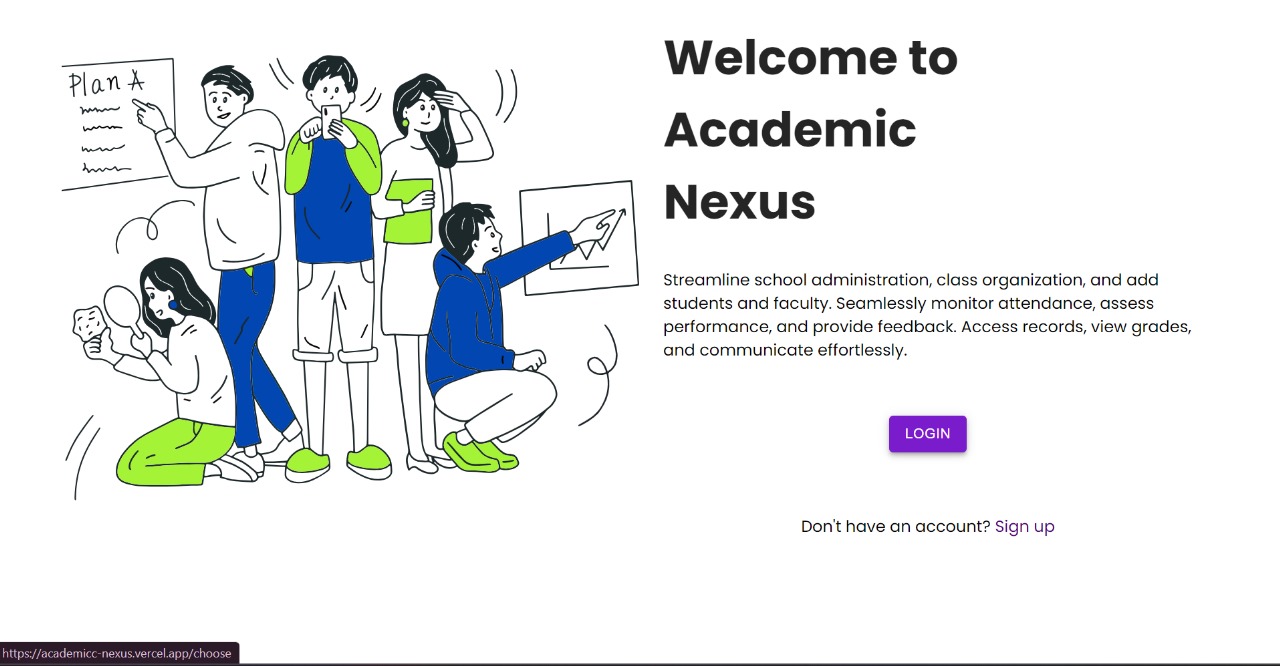 Plan A
Welcome to
Academic
Nexus
Streamline school administration, class organization, and add
students and faculty. Seamlessly monitor attendance, assess
performance, and provide feedback. Access records, view grades,
and communicate effortlessly.
LOGIN
Don't have an account? Sign up
https://academicc-nexus.vercel.app/choose